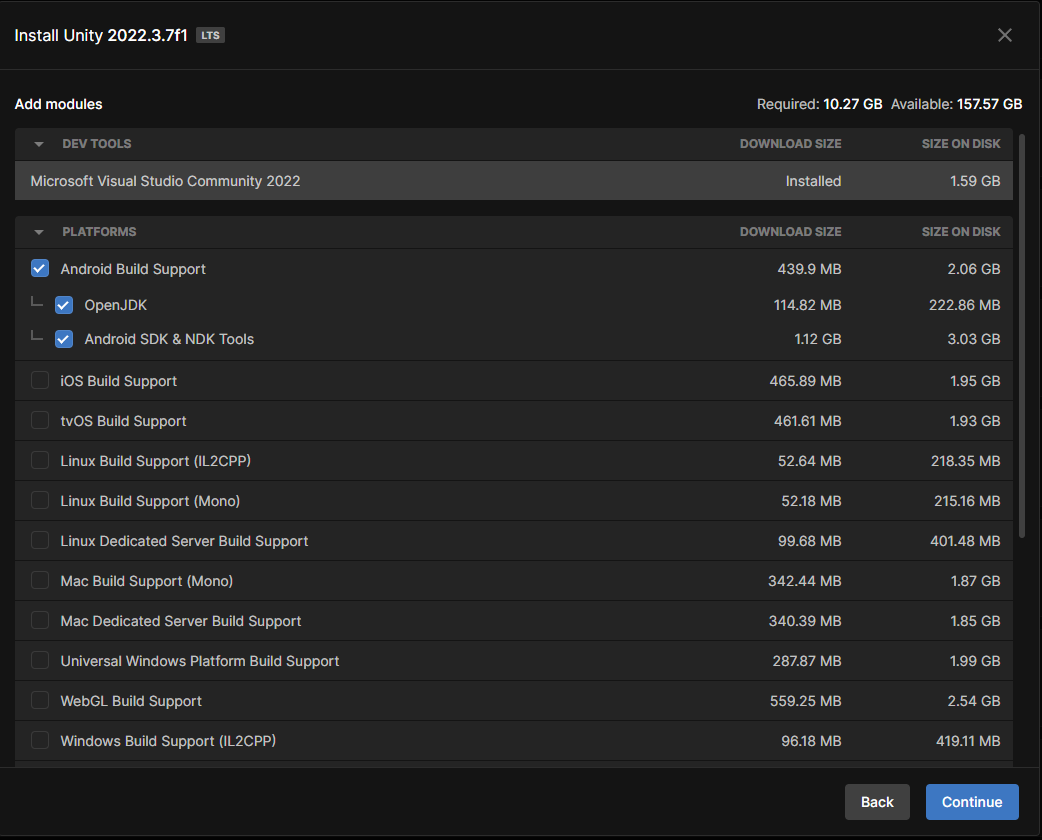 Install Unity 2022.3.7f1 LTS
Add modules Required: 10.27 GB Available: 157.57 GB
DEV TOOLS DOWNLOAD SIZE SIZE ON DISK
Microsoft Visual Studio Community 2022 Installed 1.59 GB
PLATFORMS DOWNLOAD SIZE SIZE ON DISK
Android Build Support 439.9 MB 2.06 GB
OpenJDK 114.82 MB 222.86 MB
Android SDK & NDK Tools 1.12 GB 3.03 GB
iOS Build Support 465.89 MB 1.95 GB
tvOS Build Support 461.61 MB 1.93 GB
Linux Build Support (IL2CPP) 52.64 MB 218.35 MB
Linux Build Support (Mono) 52.18 MB 215.16 MB
Linux Dedicated Server Build Support 99.68 MB 401.48 MB
Mac Build Support (Mono) 342.44 MB 1.87 GB
Mac Dedicated Server Build Support 340.39 MB 1.85 GB
Universal Windows Platform Build Support 287.87 MB 1.99 GB
WebGL Build Support 559.25 MB 2.54 GB
Windows Build Support (IL2CPP) 96.18 MB 419.11 MB
Back Continue